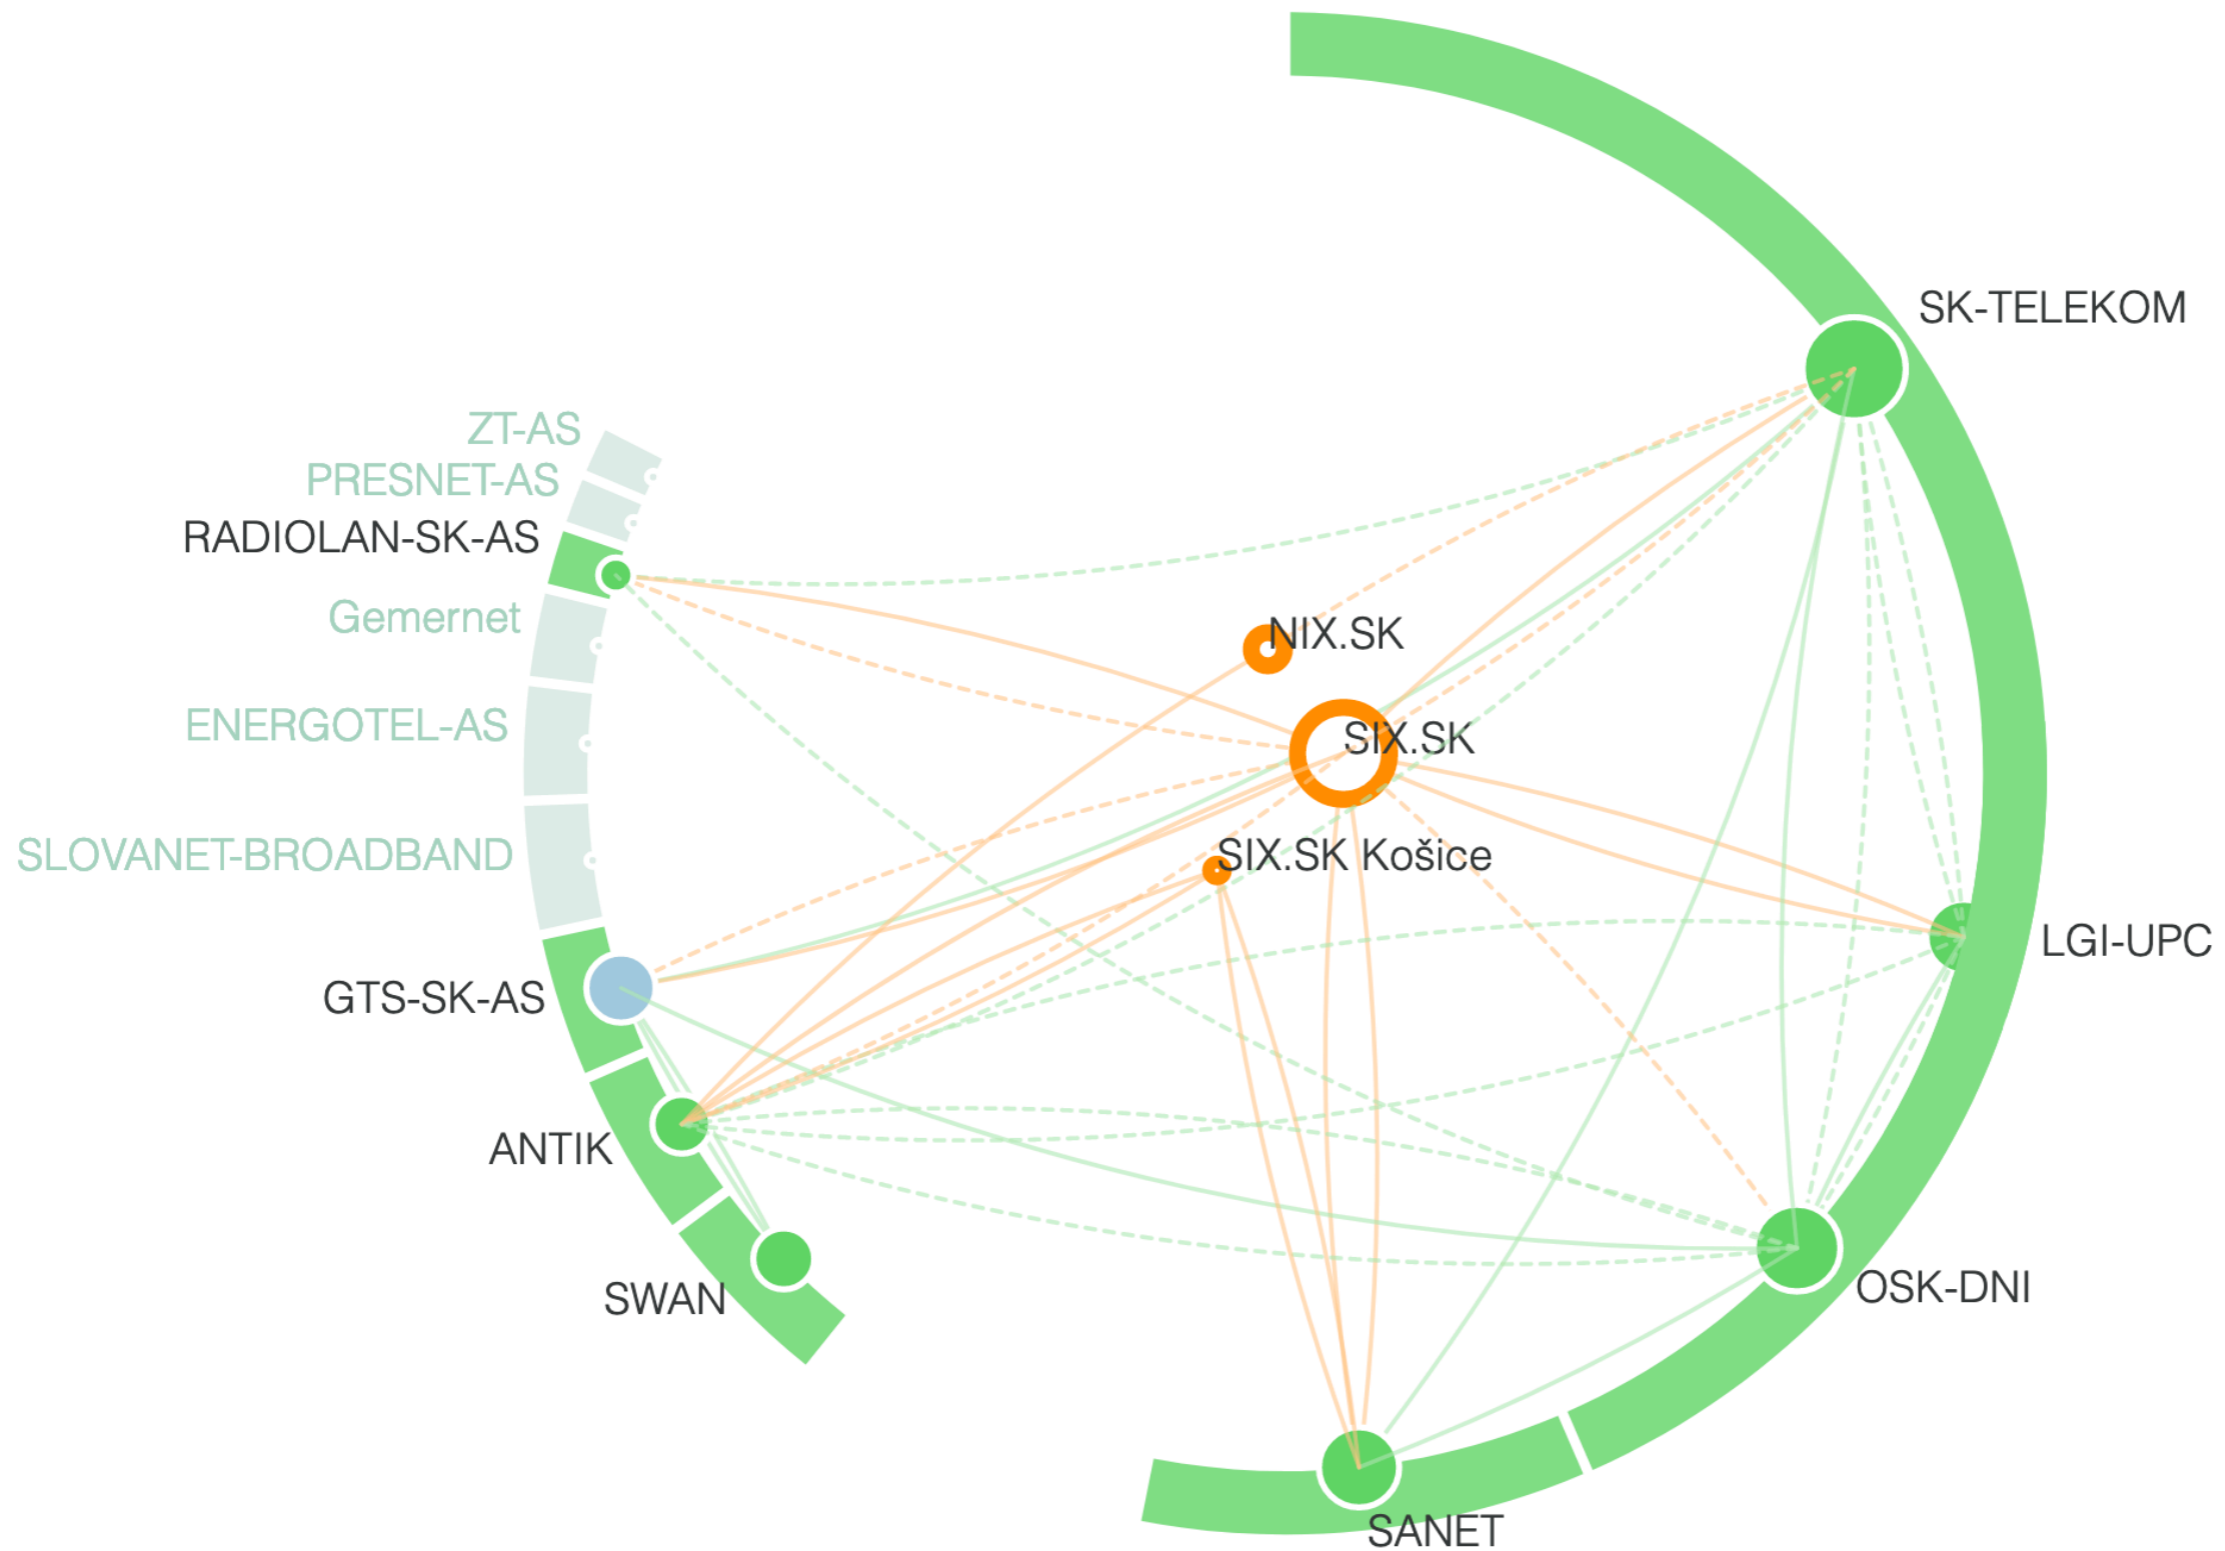 SK-TELEKOM
ZT-AS
PRESNET-AS
RADIOLAN-SK-AS
Gemernet
NIX.SK
ENERGOTEL-AS
SIX.SK
SLOVANET-BROADBAND
SIX.SK Košice
LGI-UPC
GTS-SK-AS
ANTIK
OSK-DNI
SWAN
SANET